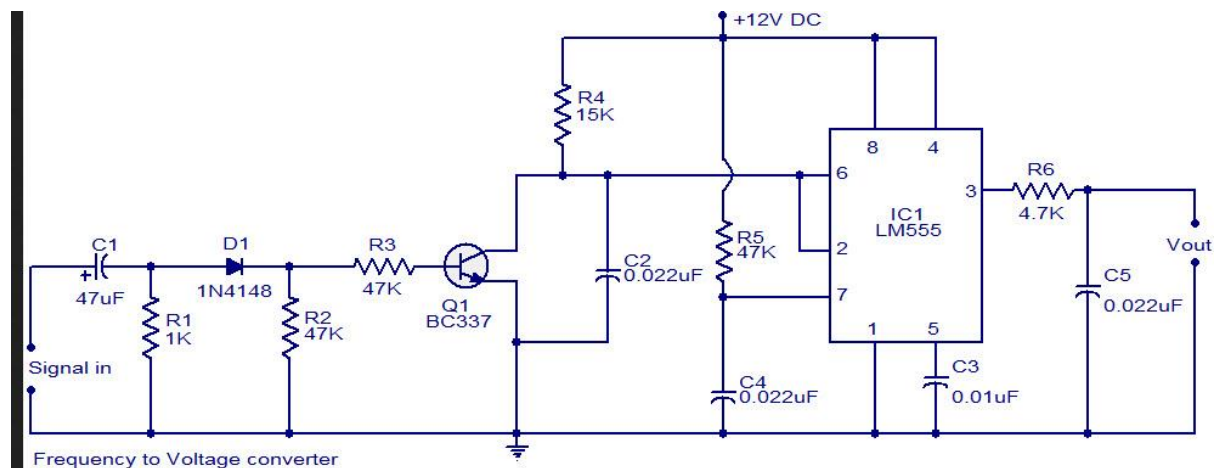 +12V DC
R4
15K
8
4
6
R6
3
4.7K
IC1
LM555
C1
D1
R3
R5
47K
C2
0.022uF
2
Vout
+
47uF
1N4148
47K
Q1
BC337
7
C5
0.022uF
R1
1K
R2
47K
1
5
Signal in
C4
0.022uF
C3
0.01uF
Frequency to Voltage converter